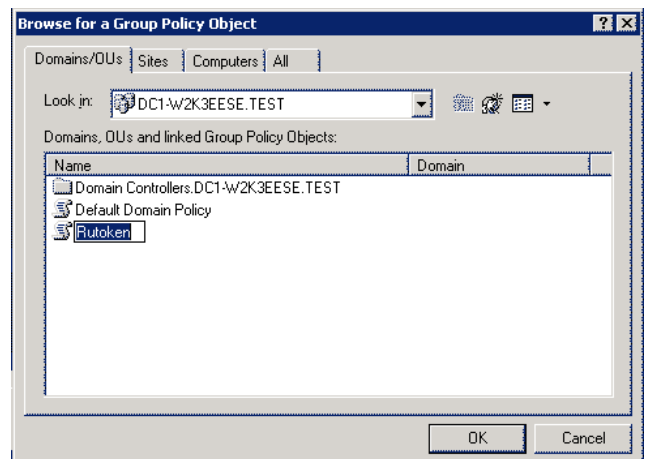 Browse for a Group Policy Object
Domains/OUs Sites Computers All
Look in: DC1-W2K3EESE.TEST
Domains, OUs and linked Group Policy Objects:
Name Domain
Domain Controllers.DC1-W2K3EESE.TEST
Default Domain Policy
Rutoken
OK Cancel